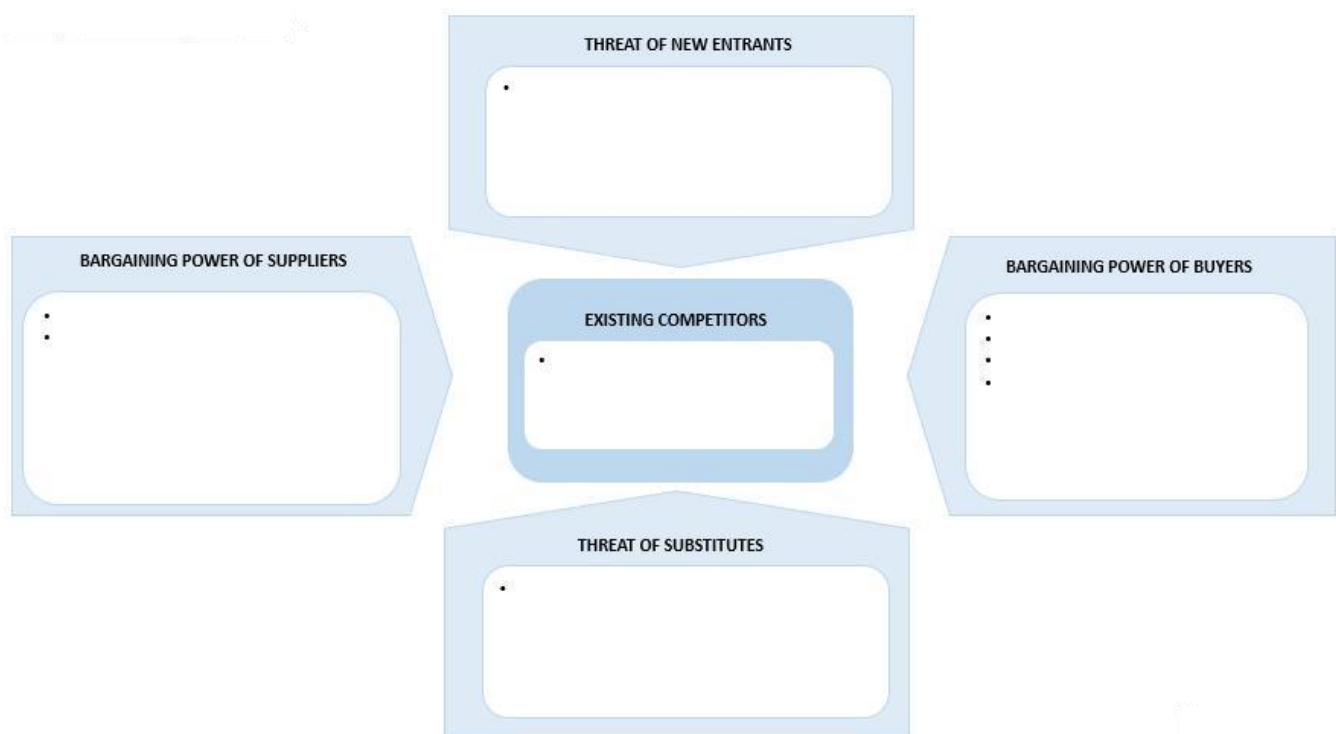 THREAT OF NEW ENTRANTS
•
BARGAINING POWER OF SUPPLIERS
•
•
EXISTING COMPETITORS
•
BARGAINING POWER OF BUYERS
•
•
•
•
THREAT OF SUBSTITUTES
•